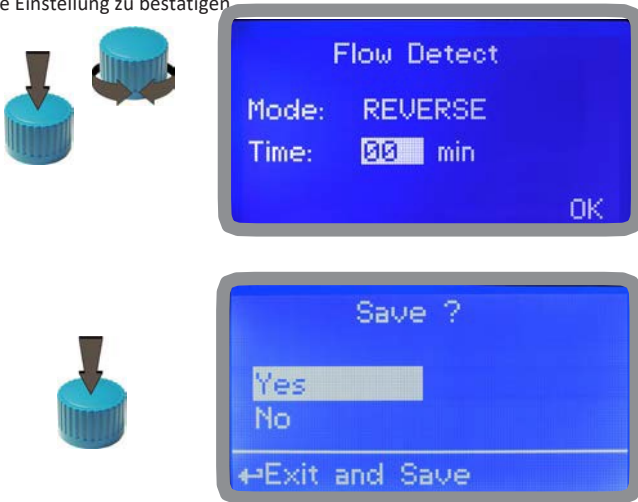 e Einstellung zu bestätigen
Flow Detect
Mode: REVERSE
Time: 00 min
OK
Save ?
Yes
No
↵Exit and Save